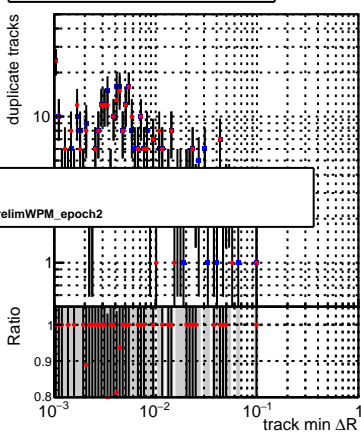 duplicate tracks
10
relimWPM_epoch2
1
Ratio
1
0.9
0.8
10⁻³ 10⁻² 10⁻¹ 1
track min ΔR